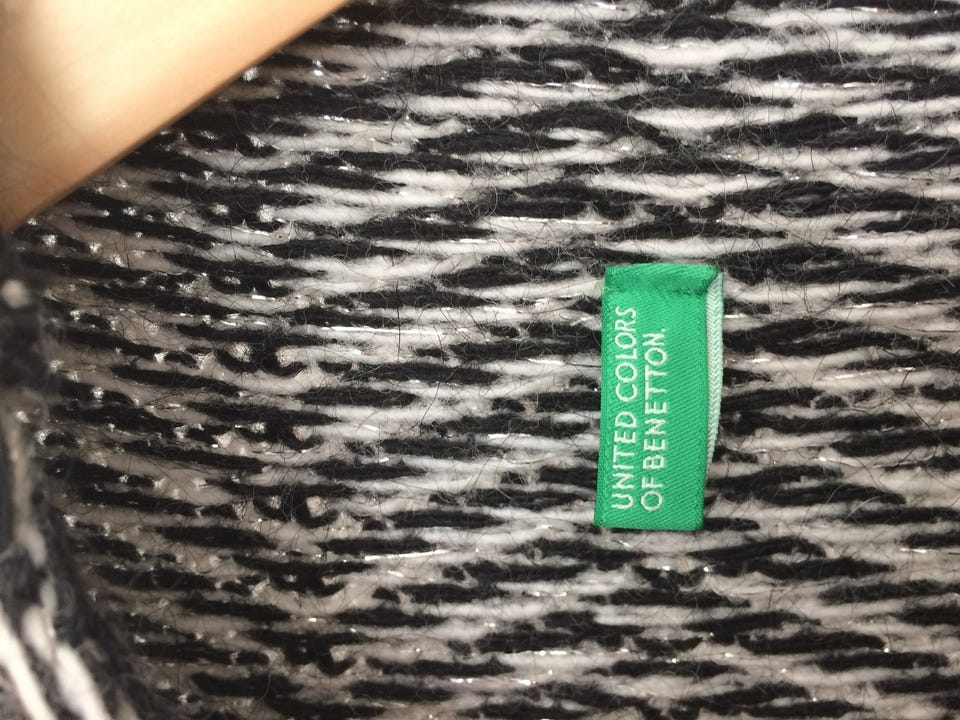 UNITED COLORS
OF BENETTON.